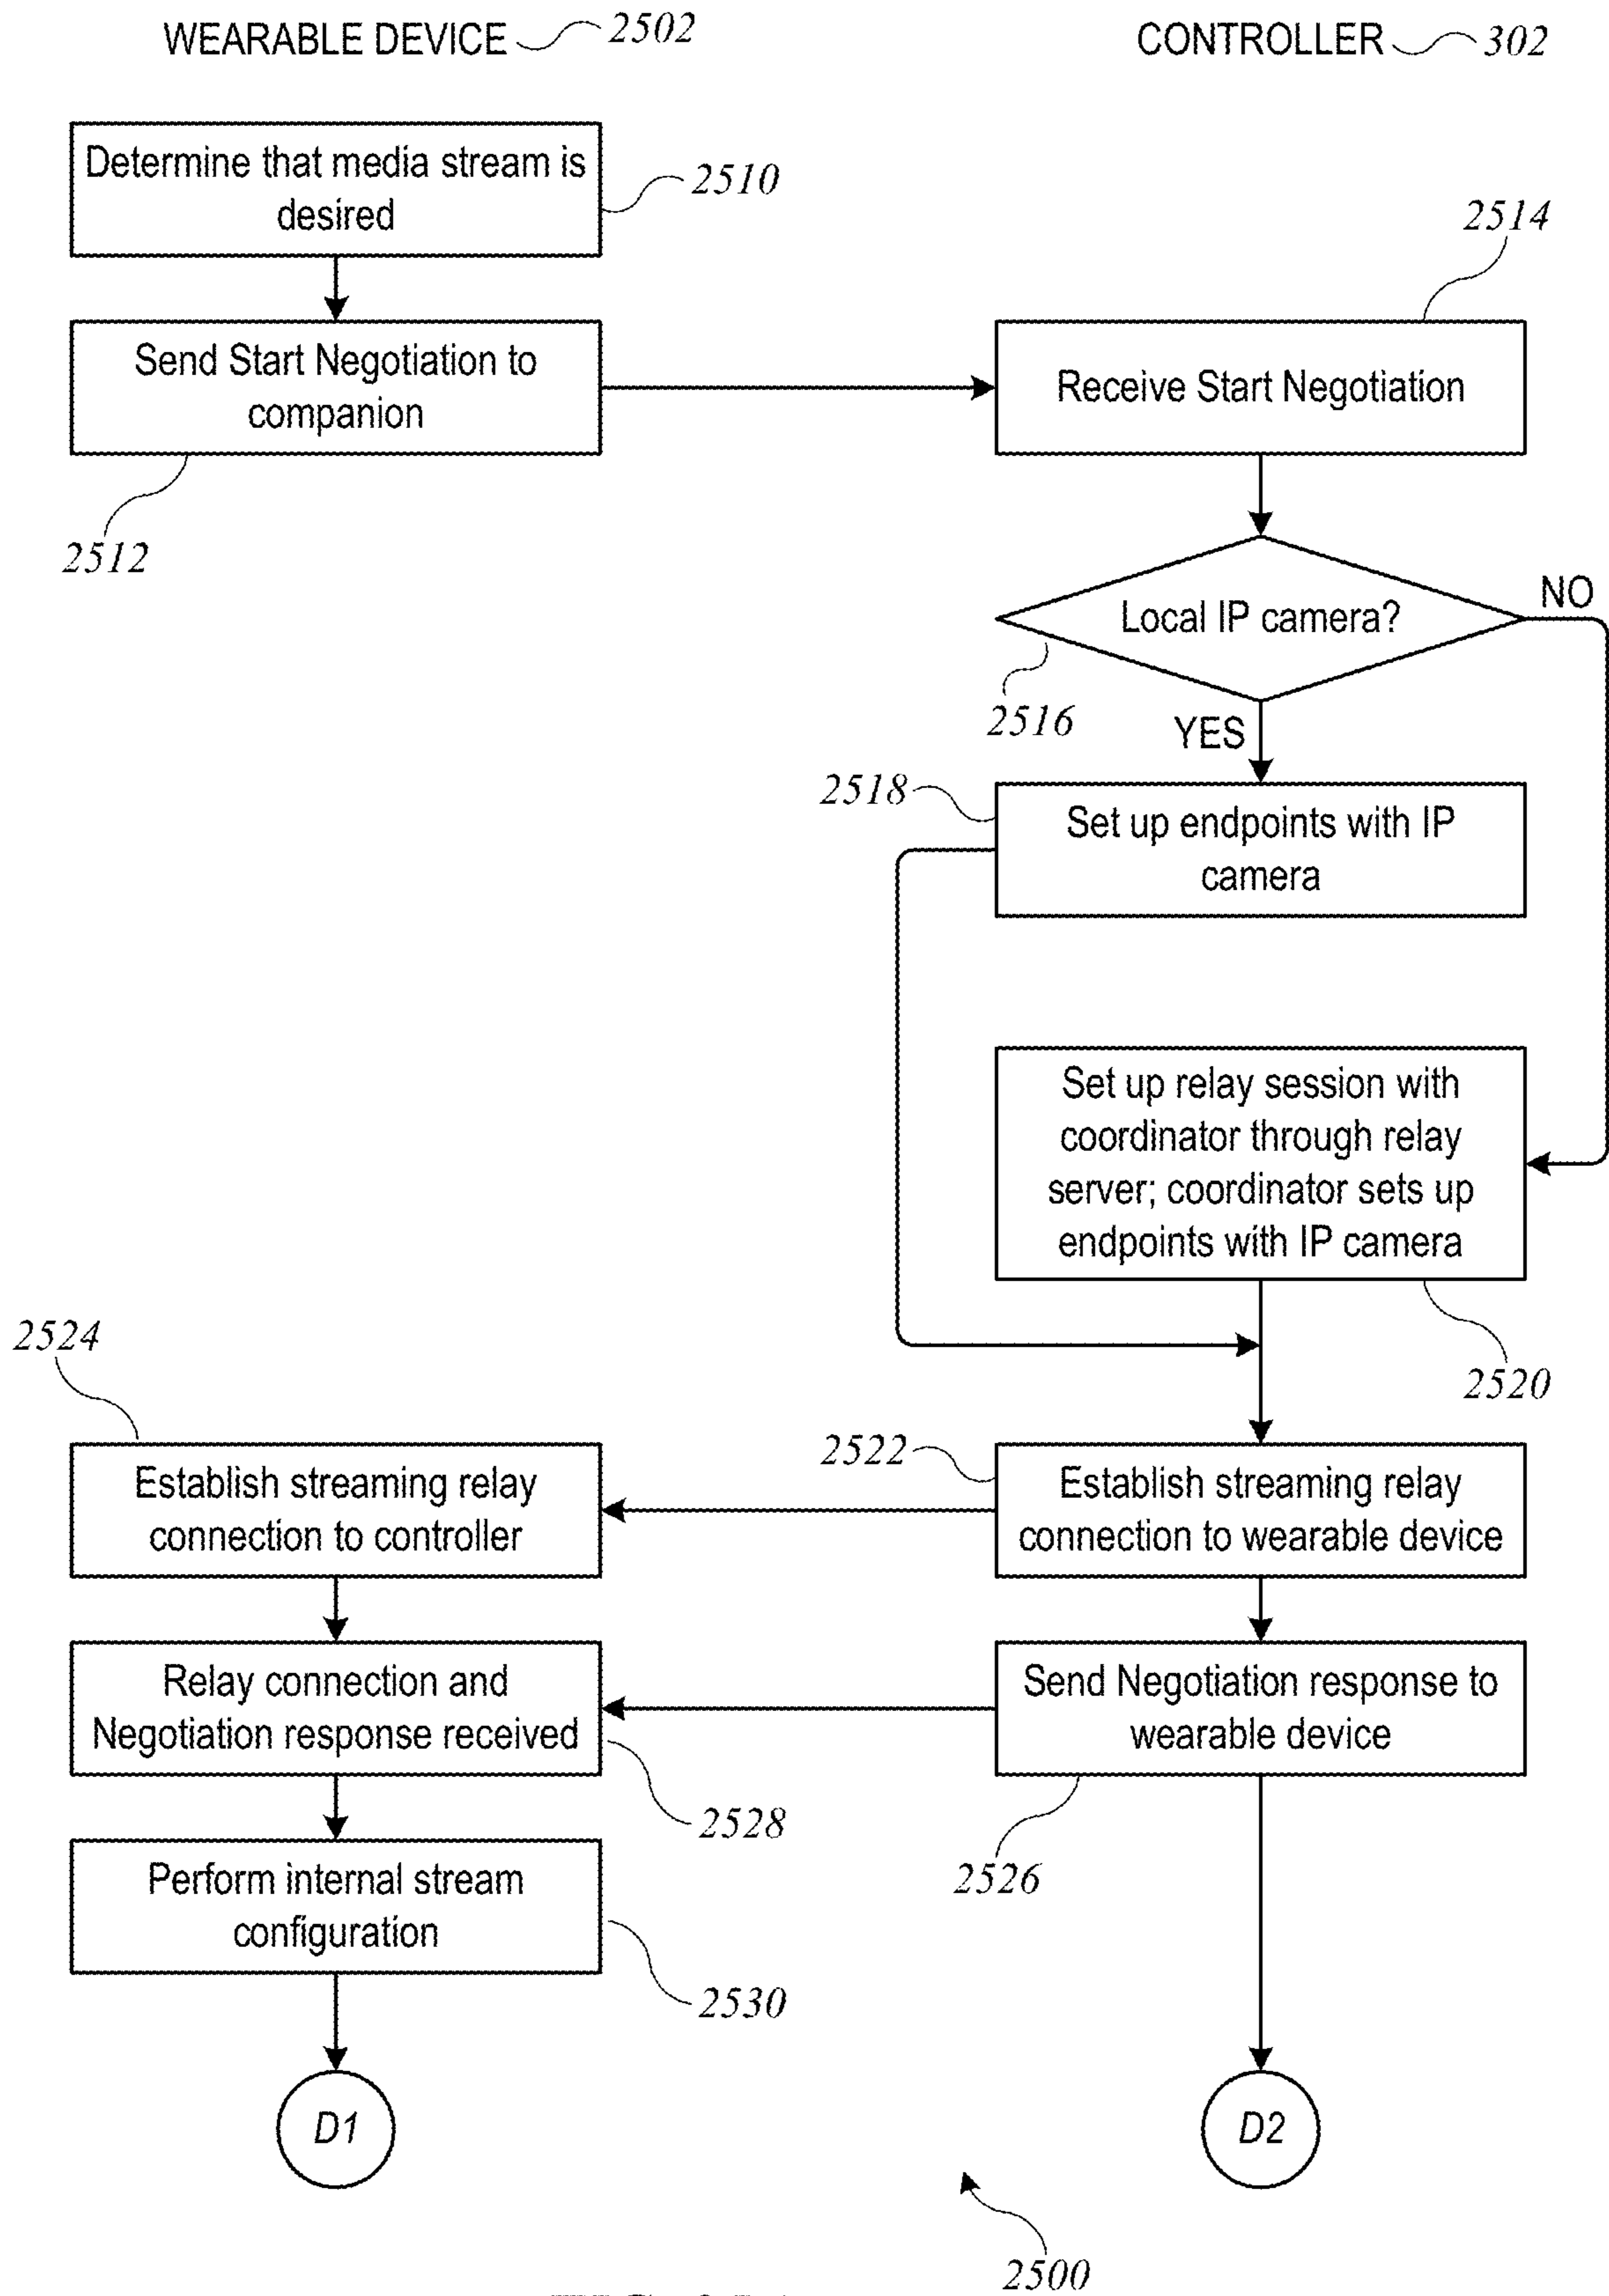 WEARABLE DEVICE 2502
CONTROLLER 302
Determine that media stream is
desired
2510
2514
Send Start Negotiation to
companion
2512
Receive Start Negotiation
Local IP camera?
NO
2516
YES
2518
Set up endpoints with IP
camera
Set up relay session with
coordinator through relay
server; coordinator sets up
endpoints with IP camera
2520
2524
Establish streaming relay
connection to controller
2522
Establish streaming relay
connection to wearable device
Relay connection and
Negotiation response received
2528
Send Negotiation response to
wearable device
2526
Perform internal stream
configuration
2530
D1
D2
2500